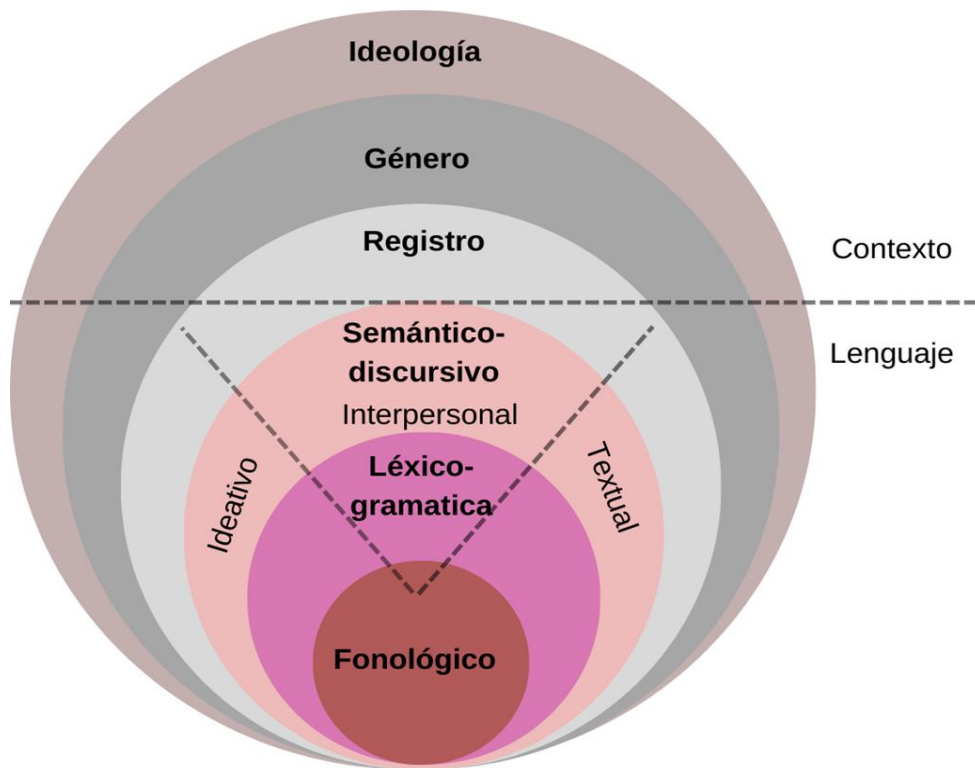 Ideología
Género
Registro
Contexto
Semántico-
discursivo
Lenguaje
Interpersonal
Ideativo
Textual
Léxico-
gramatica
Fonológico